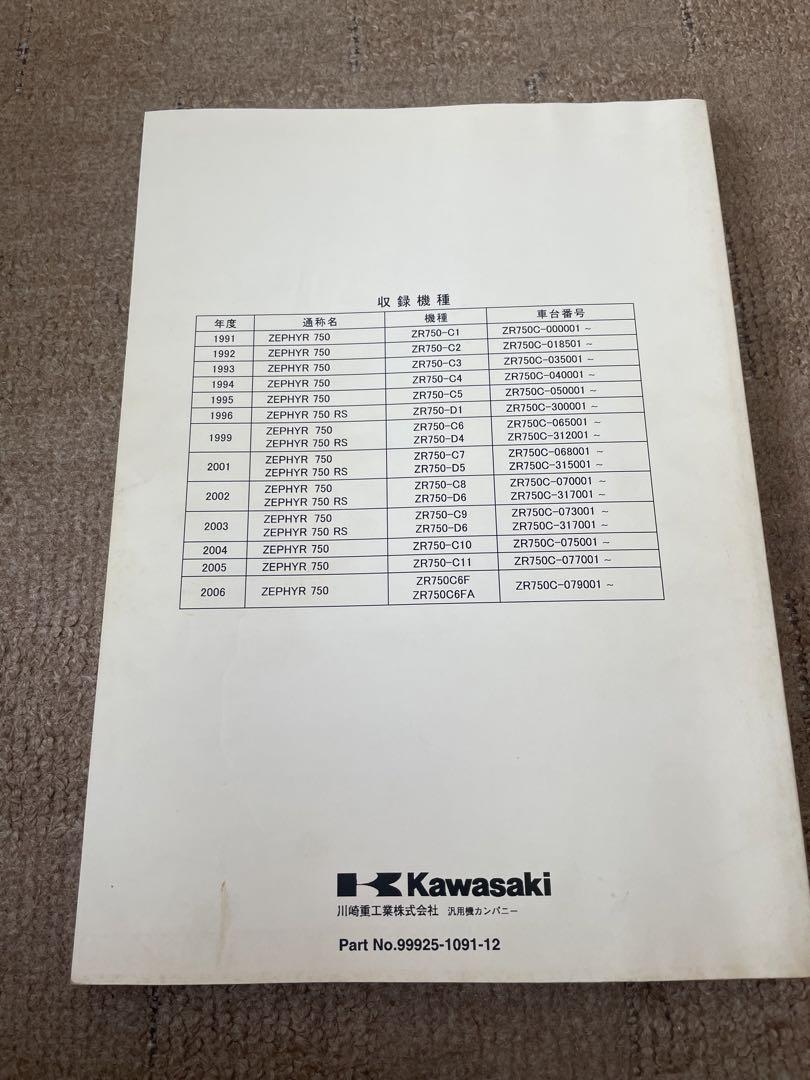 収録機種
年度 通称名 機種 車台番号
1991 ZEPHYR 750 ZR750-C1 ZR750C-000001 ~
1992 ZEPHYR 750 ZR750-C2 ZR750C-018501 ~
1993 ZEPHYR 750 ZR750-C3 ZR750C-035001 ~
1994 ZEPHYR 750 ZR750-C4 ZR750C-040001 ~
1995 ZEPHYR 750 ZR750-C5 ZR750C-050001 ~
1996 ZEPHYR 750 RS ZR750-D1 ZR750C-300001 ~
1999 ZEPHYR 750 ZR750-C6 ZR750C-065001 ~
ZEPHYR 750 RS ZR750-D4 ZR750C-312001 ~
2001 ZEPHYR 750 ZR750-C7 ZR750C-068001 ~
ZEPHYR 750 RS ZR750-D5 ZR750C-315001 ~
2002 ZEPHYR 750 ZR750-C8 ZR750C-070001 ~
ZEPHYR 750 RS ZR750-D6 ZR750C-317001 ~
2003 ZEPHYR 750 ZR750-C9 ZR750C-073001 ~
ZEPHYR 750 RS ZR750-D6 ZR750C-317001 ~
2004 ZEPHYR 750 ZR750-C10 ZR750C-075001 ~
2005 ZEPHYR 750 ZR750-C11 ZR750C-077001 ~
2006 ZEPHYR 750 ZR750C6F ZR750C-079001 ~
ZR750C6FA
Kawasaki
川崎重工業株式会社 汎用機カンパニー
Part No.99925-1091-12